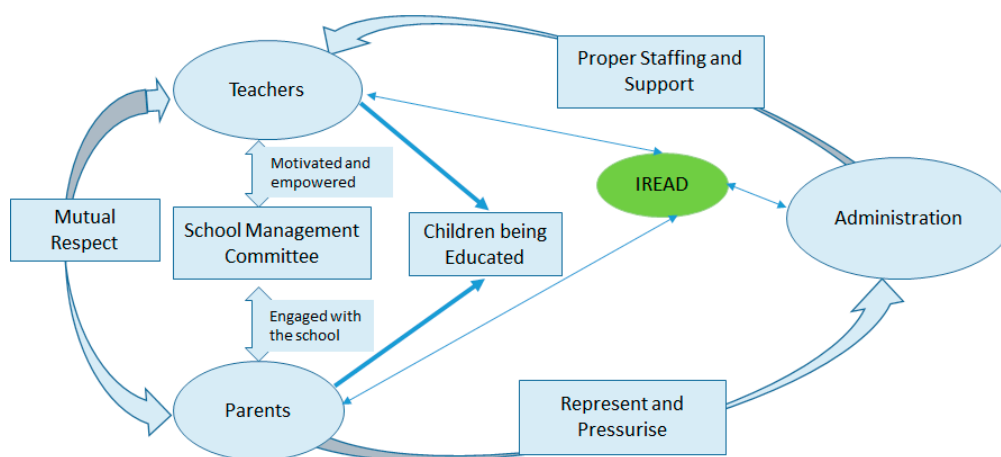 Proper Staffing and
Support
Teachers
Motivated and
empowered
IREAD
Mutual
Respect
School Management
Committee
Children being
Educated
Administration
Engaged with
the school
Parents
Represent and
Pressurise